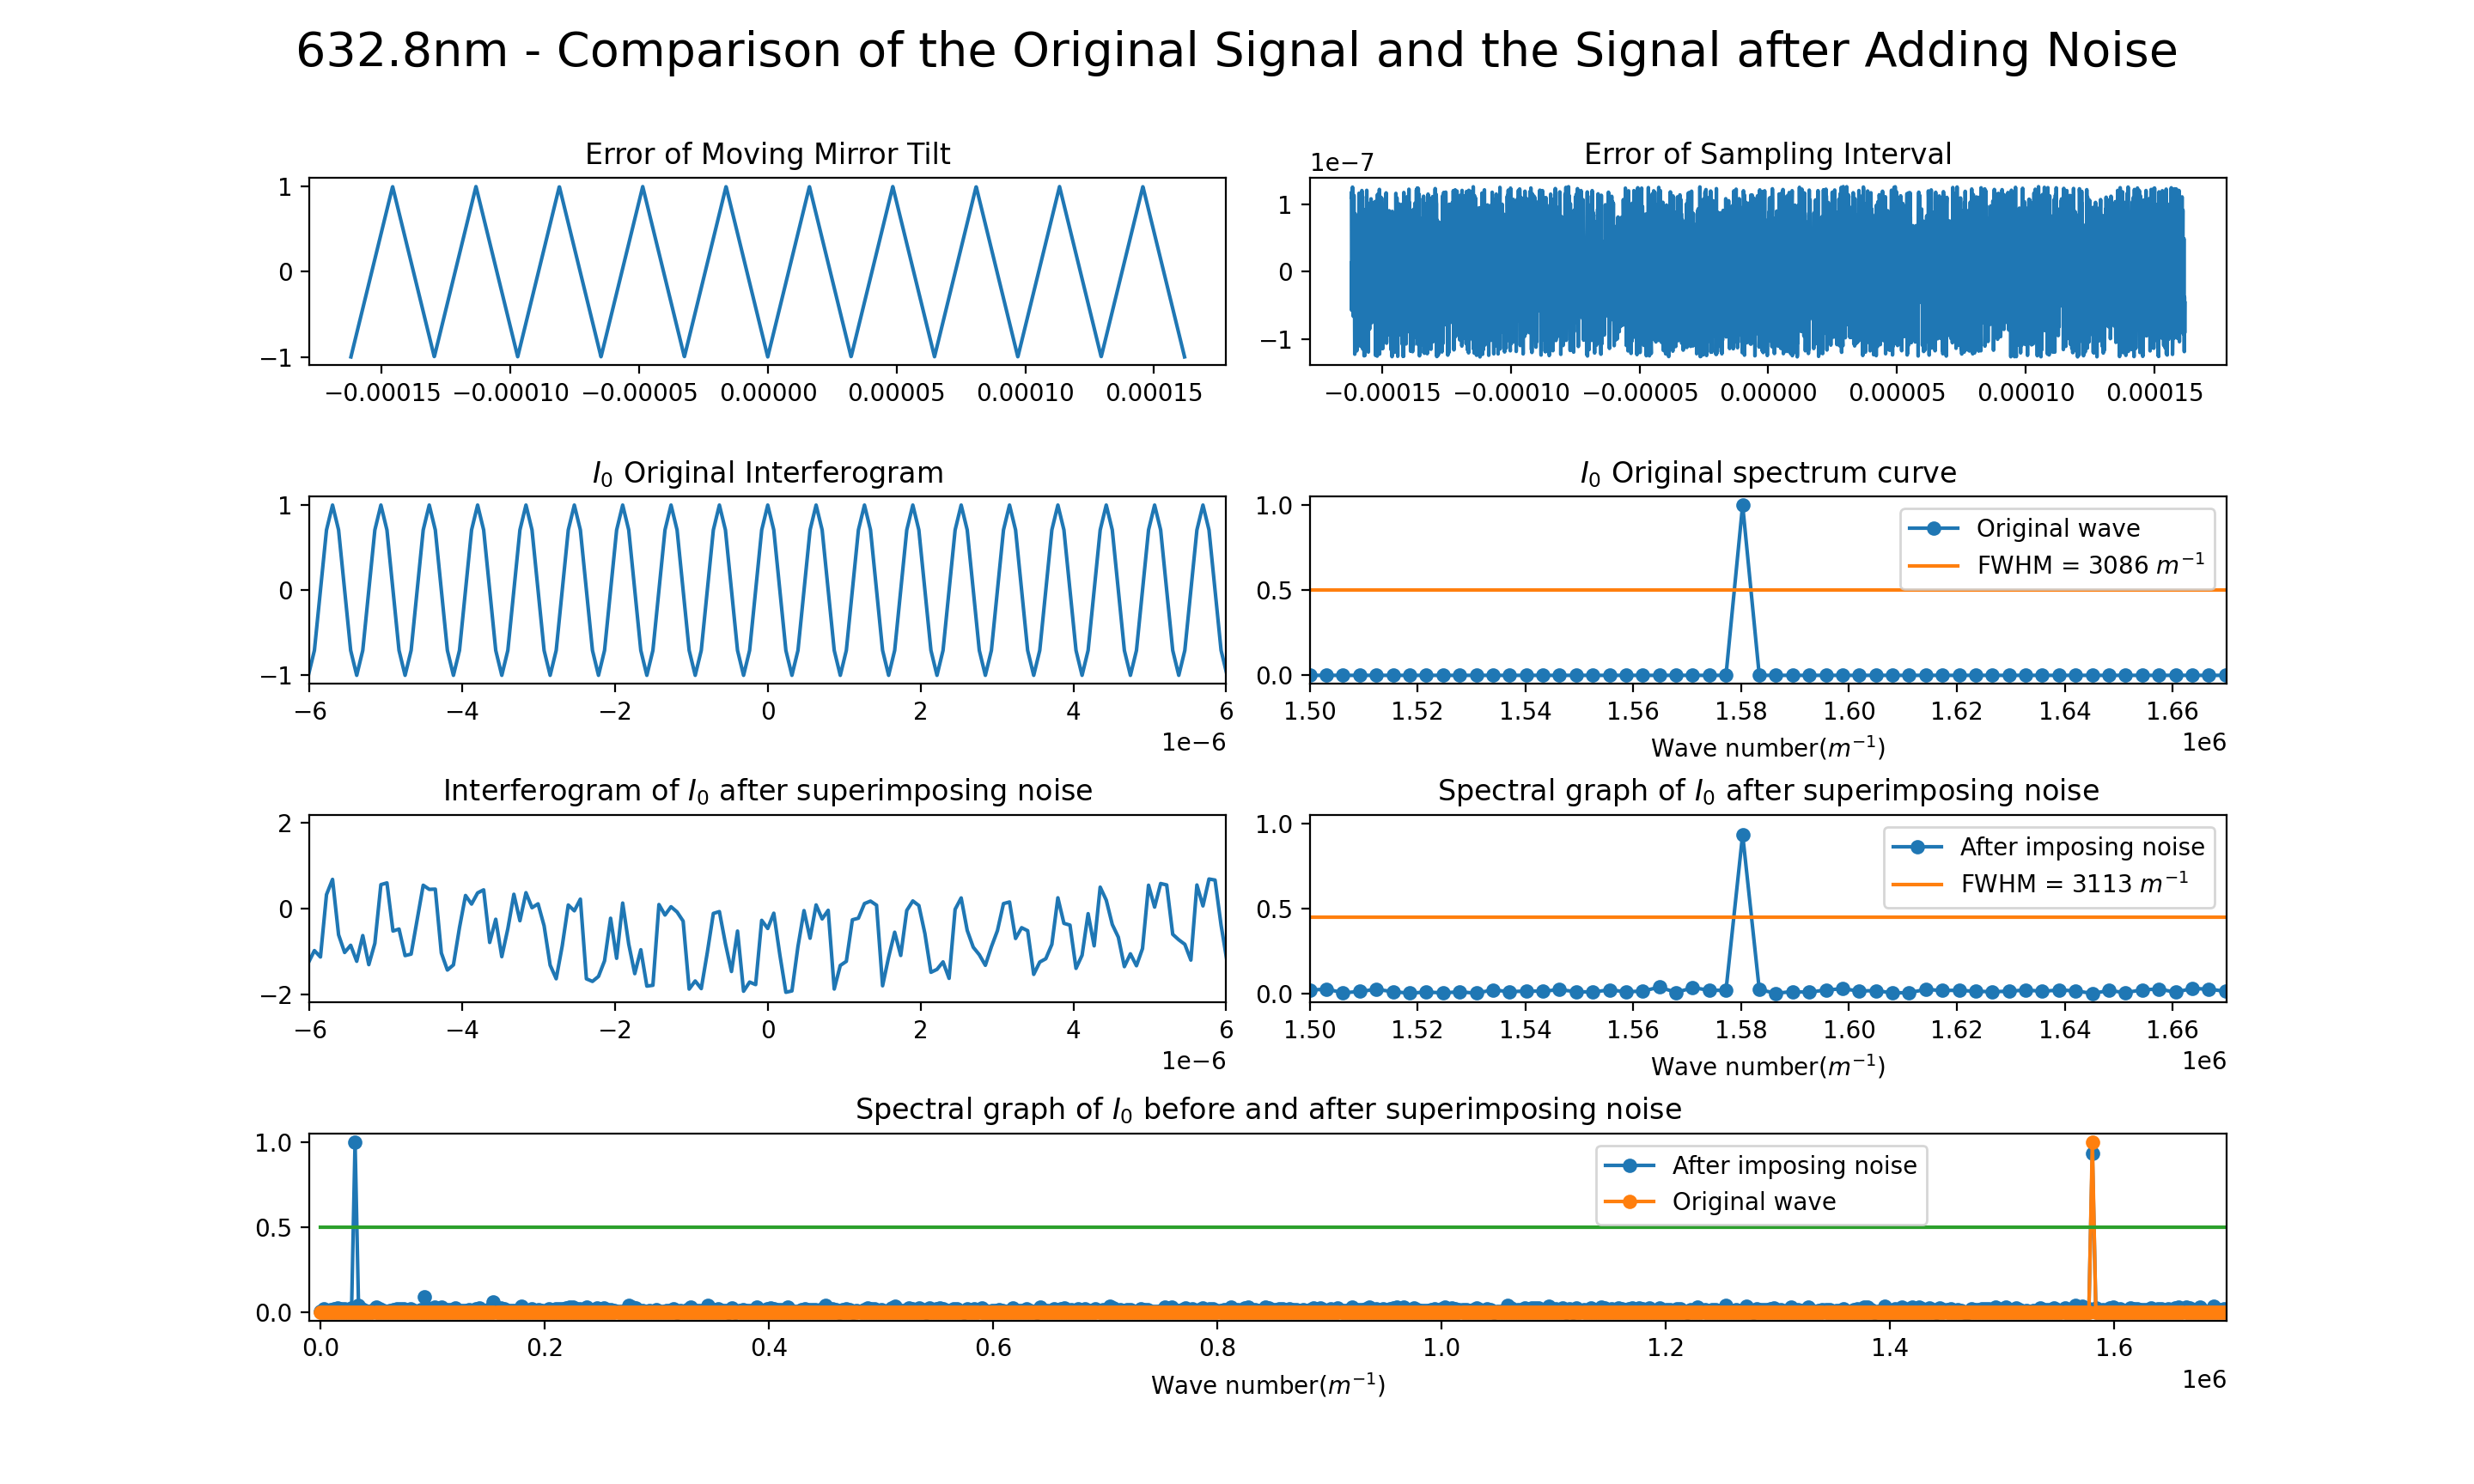 632.8nm - Comparison of the Original Signal and the Signal after Adding Noise
Error of Moving Mirror Tilt
1
0
−1
−0.00015 −0.00010 −0.00005 0.00000 0.00005 0.00010 0.00015
Error of Sampling Interval
1e−7
1
0
−1
−0.00015 −0.00010 −0.00005 0.00000 0.00005 0.00010 0.00015
I₀ Original Interferogram
1
0
−1
−6 −4 −2 0 2 4 6
1e−6
I₀ Original spectrum curve
1.0
0.5
0.0
Original wave
FWHM = 3086 m⁻¹
1.50 1.52 1.54 1.56 1.58 1.60 1.62 1.64 1.66
Wave number(m⁻¹)
1e6
Interferogram of I₀ after superimposing noise
2
0
−2
−6 −4 −2 0 2 4 6
1e−6
Spectral graph of I₀ after superimposing noise
1.0
0.5
0.0
After imposing noise
FWHM = 3113 m⁻¹
1.50 1.52 1.54 1.56 1.58 1.60 1.62 1.64 1.66
Wave number(m⁻¹)
1e6
Spectral graph of I₀ before and after superimposing noise
1.0
0.5
0.0
After imposing noise
Original wave
0.0 0.2 0.4 0.6 0.8 1.0 1.2 1.4 1.6
Wave number(m⁻¹)
1e6